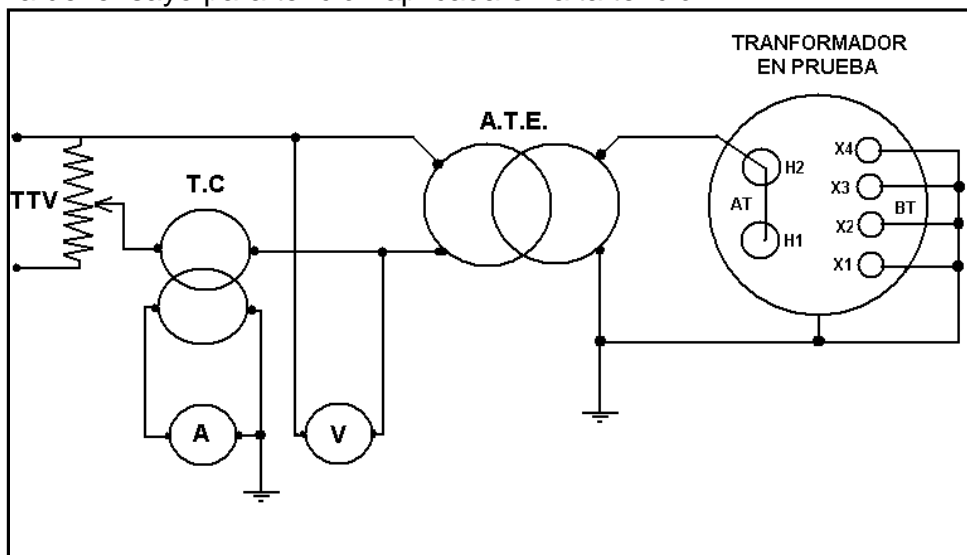 TRANFORMADOR
EN PRUEBA
A.T.E.
T.C
TTV
X4
H2
X3
AT
BT
X2
H1
X1
A
V